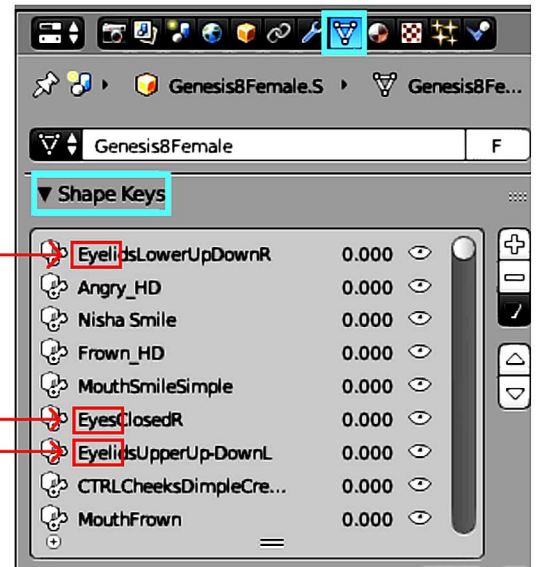 Genesis8Female.S Genesis8Fe...
Genesis8Female F
Shape Keys
EyelidsLowerUpDownR 0.000
Angry_HD 0.000
Nisha Smile 0.000
Frown_HD 0.000
MouthSmileSimple 0.000
EyesClosedR 0.000
EyelidsUpperUp-DownL 0.000
CTRLCheeksDimpleCre... 0.000
MouthFrown 0.000